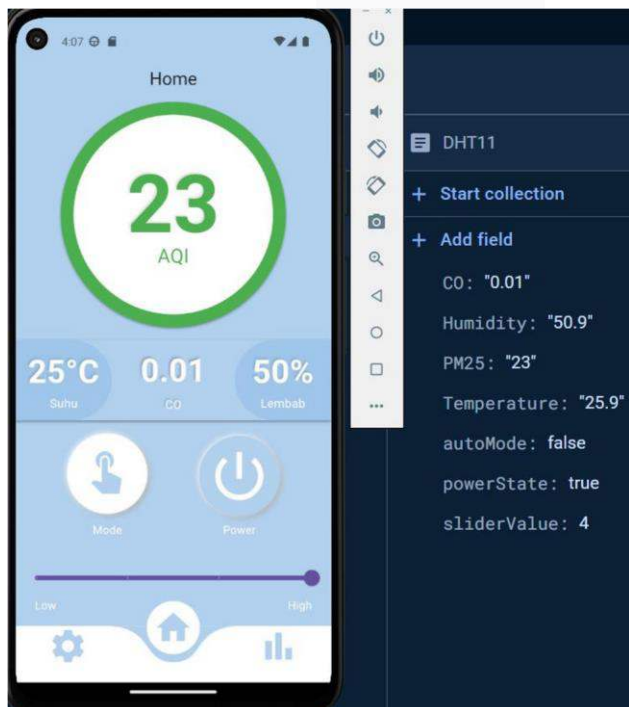 4:07
Home
23
AQI
25°C
Suhu
0.01
CO
50%
Lembab
Mode
Power
Low
High
DHT11
+ Start collection
+ Add field
CO: "0.01"
Humidity: "50.9"
PM25: "23"
Temperature: "25.9"
autoMode: false
powerState: true
sliderValue: 4